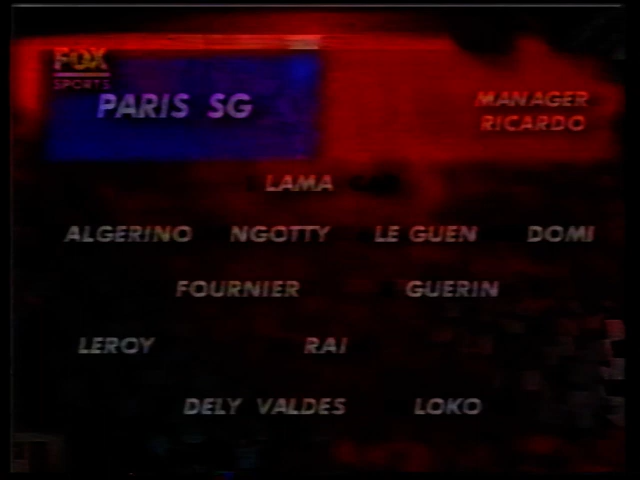 FOX
SPORTS
PARIS SG
MANAGER
RICARDO
LAMA
ALGERINO NGOTTY LE GUEN DOMI
FOURNIER GUERIN
LEROY RAI
DELY VALDES LOKO